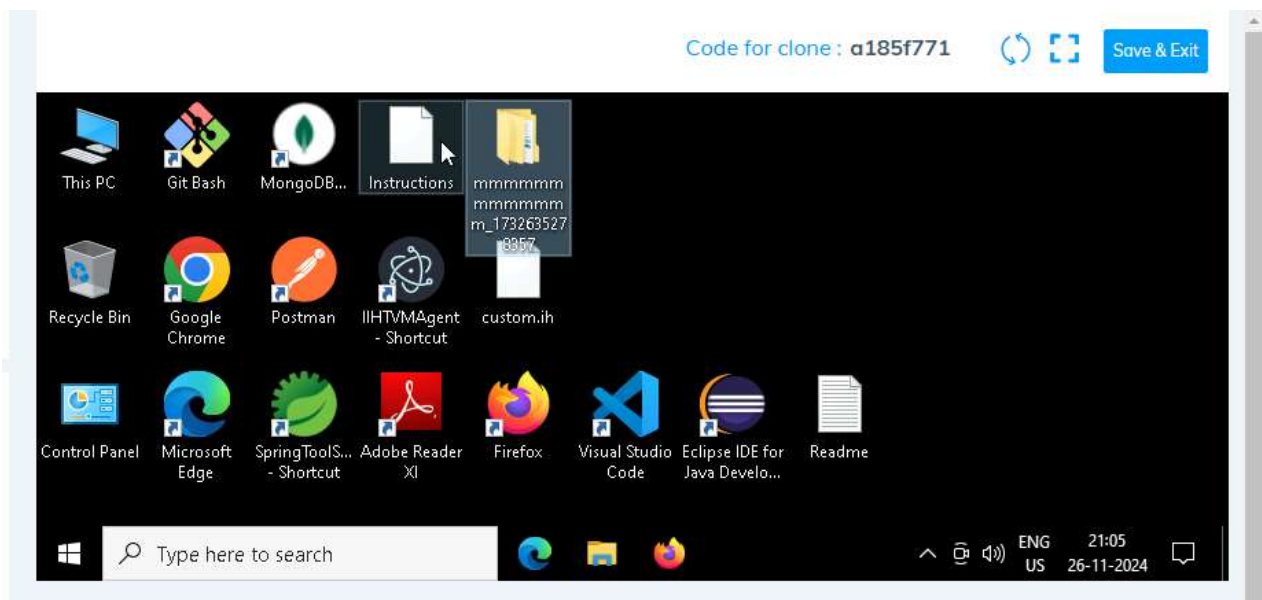 Code for clone : a185f771
Save & Exit
This PC
Git Bash
MongoDB...
Instructions
mmmmmm
mmmmmm
m_173263527
8357
Recycle Bin
Google
Chrome
Postman
IIHTVMAgent
- Shortcut
custom.ih
Control Panel
Microsoft
Edge
SpringToolS...
- Shortcut
Adobe Reader
XI
Firefox
Visual Studio
Code
Eclipse IDE for
Java Develo...
Readme
Type here to search
ENG
US
21:05
26-11-2024